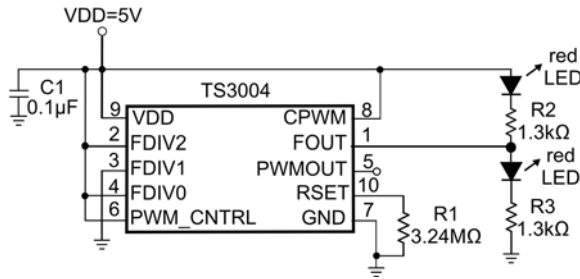 VDD=5V
C1
0.1µF
TS3004
9
VDD
2
FDIV2
3
FDIV1
4
FDIV0
6
PWM_CNTRL
CPWM
8
FOUT
1
PWMOUT
5
RSET
10
GND
7
R1
3.24MΩ
red
LED
R2
1.3kΩ
red
LED
R3
1.3kΩ